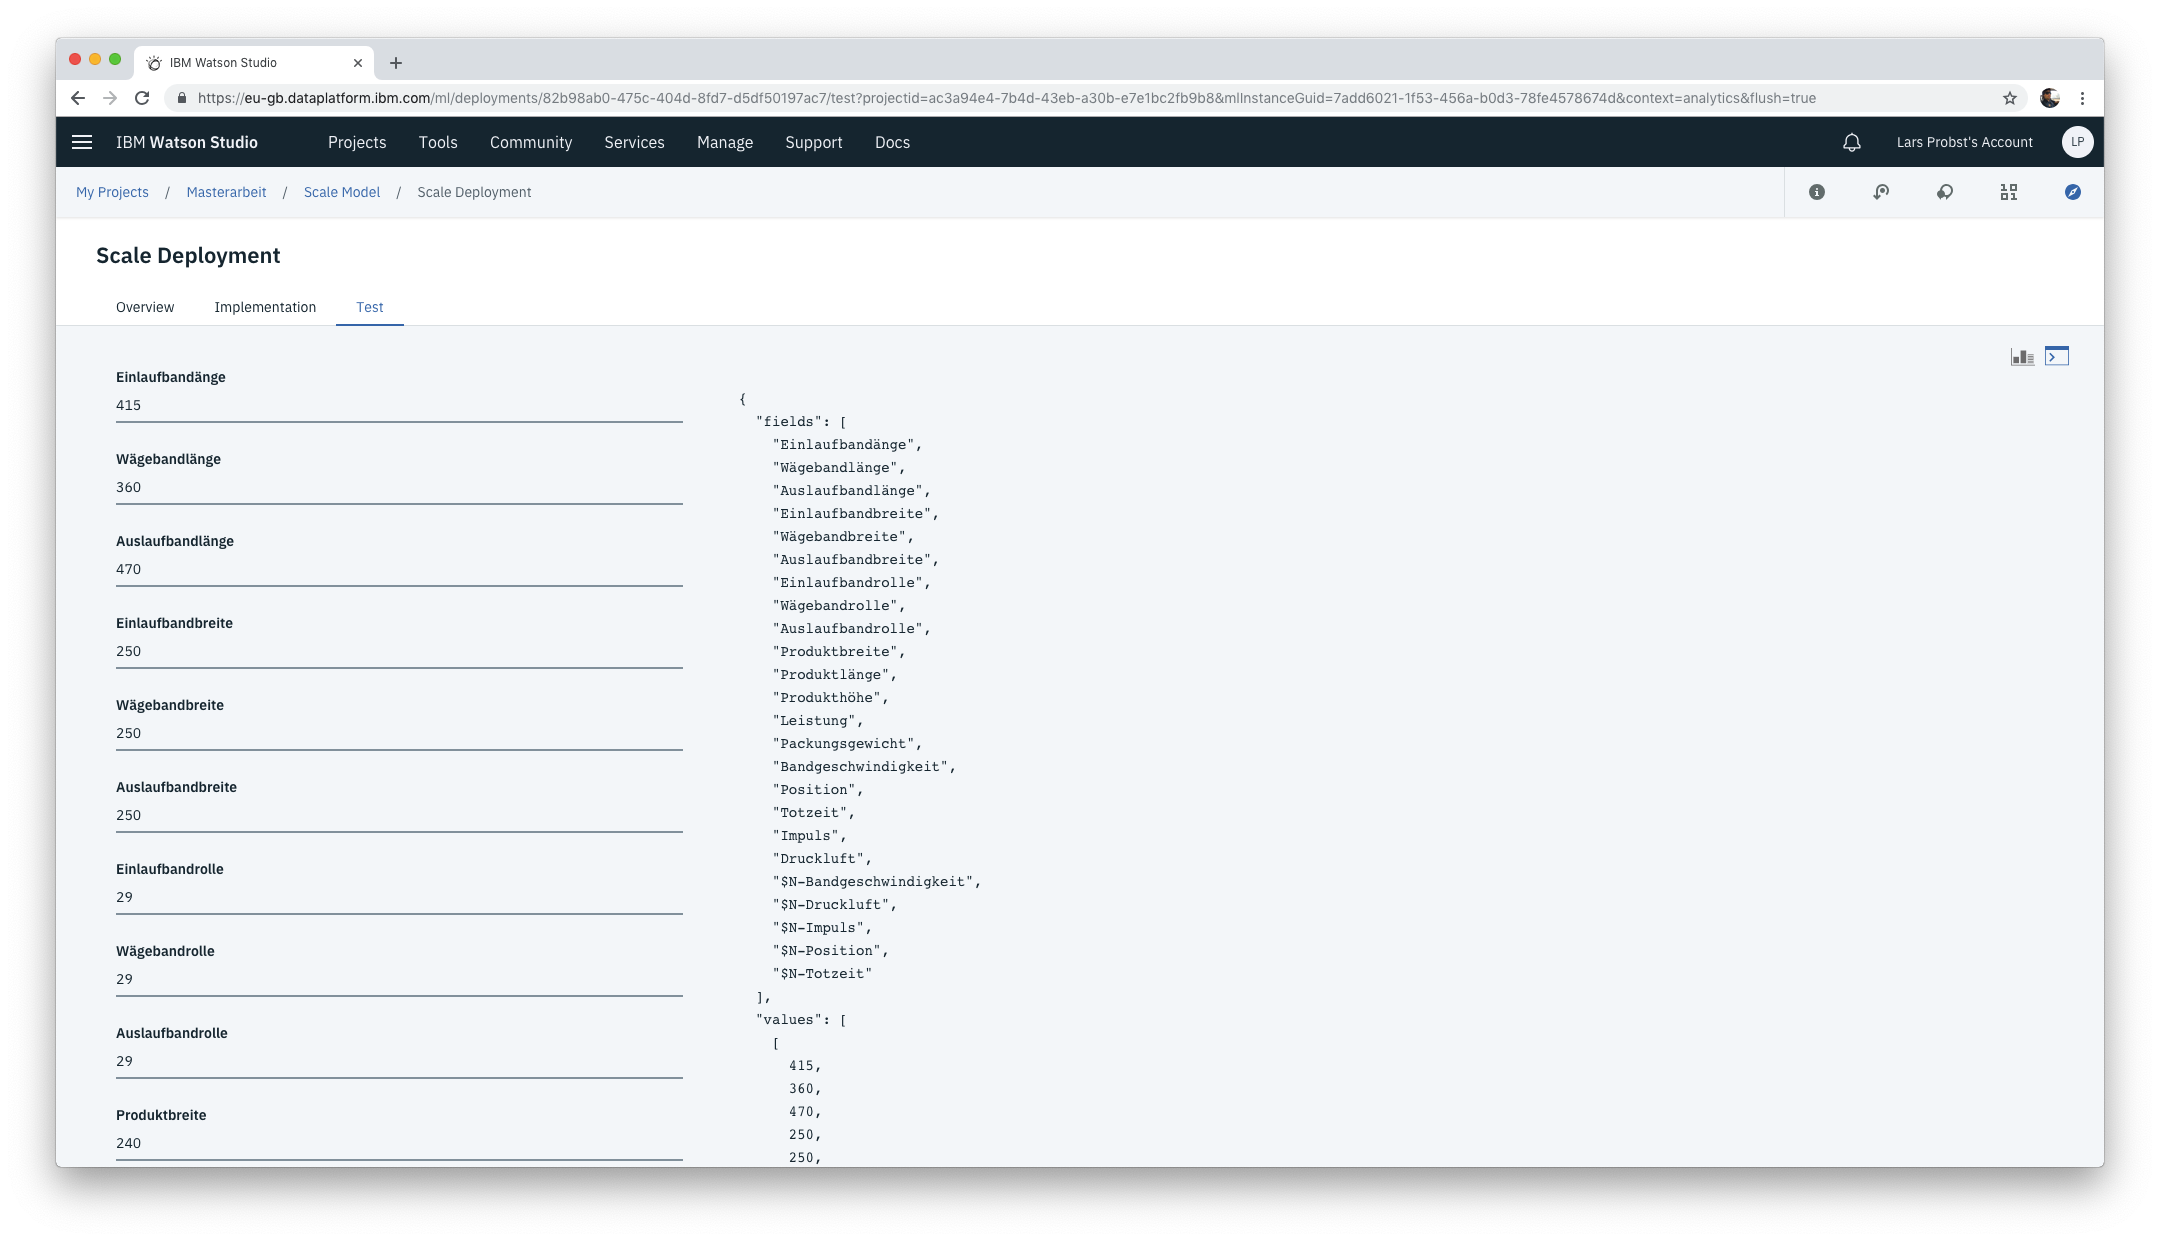 IBM Watson Studio
https://eu-gb.dataplatform.ibm.com/ml/deployments/82b98ab0-475c-404d-8fd7-d5df50197ac7/test?projectid=ac3a94e4-7b4d-43eb-a30b-e7e1bc2fb9b8&mlInstanceGuid=7add6021-1f53-456a-b0d3-78fe4578674d&context=analytics&flush=true
IBM Watson Studio Projects Tools Community Services Manage Support Docs Lars Probst's Account LP
My Projects / Masterarbeit / Scale Model / Scale Deployment
Scale Deployment
Overview Implementation Test
Einlaufbandänge
415
Wägebandlänge
360
Auslaufbandlänge
470
Einlaufbandbreite
250
Wägebandbreite
250
Auslaufbandbreite
250
Einlaufbandrolle
29
Wägebandrolle
29
Auslaufbandrolle
29
Produktbreite
240
{
"fields": [
"Einlaufbandänge",
"Wägebandlänge",
"Auslaufbandlänge",
"Einlaufbandbreite",
"Wägebandbreite",
"Auslaufbandbreite",
"Einlaufbandrolle",
"Wägebandrolle",
"Auslaufbandrolle",
"Produktbreite",
"Produktlänge",
"Produkthöhe",
"Leistung",
"Packungsgewicht",
"Bandgeschwindigkeit",
"Position",
"Totzeit",
"Impuls",
"Druckluft",
"$N-Bandgeschwindigkeit",
"$N-Druckluft",
"$N-Impuls",
"$N-Position",
"$N-Totzeit"
],
"values": [
[
415,
360,
470,
250,
250,